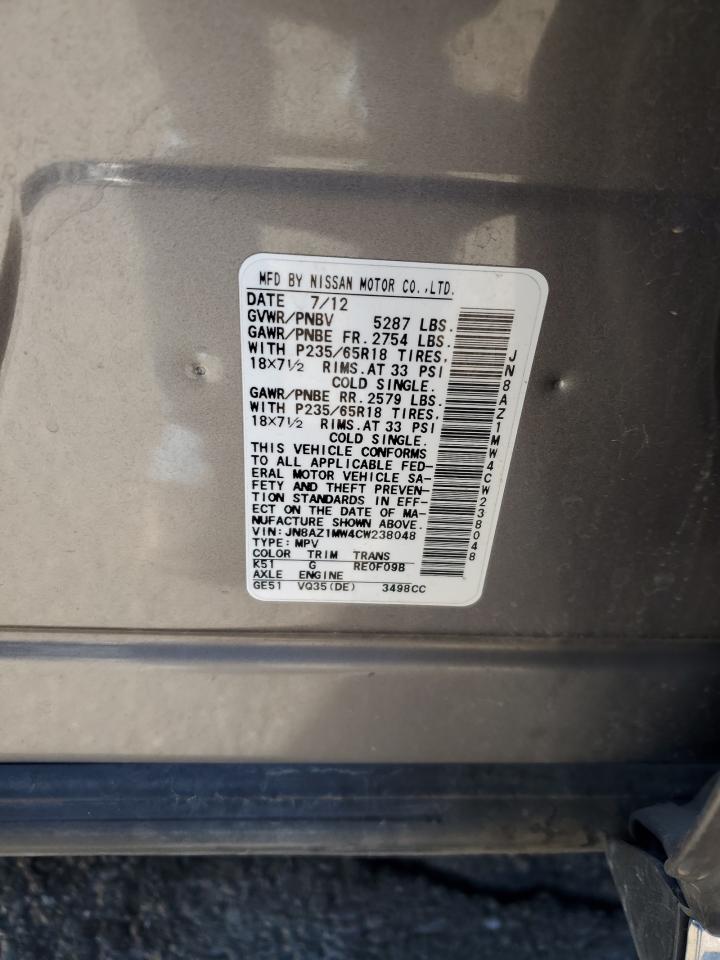 MFD BY NISSAN MOTOR CO.,LTD.
DATE 7/12
GVWR/PNBV 5287 LBS.
GAWR/PNBE FR. 2754 LBS.
WITH P235/65R18 TIRES,
18×7½ RIMS.AT 33 PSI
COLD SINGLE.
GAWR/PNBE RR. 2579 LBS.
WITH P235/65R18 TIRES,
18×7½ RIMS.AT 33 PSI
COLD SINGLE.
THIS VEHICLE CONFORMS
TO ALL APPLICABLE FED-
ERAL MOTOR VEHICLE SA-
FETY AND THEFT PREVEN-
TION STANDARDS IN EFF-
ECT ON THE DATE OF MA-
NUFACTURE SHOWN ABOVE.
VIN: JN8AZ1MW4CW238048
TYPE: MPV
COLOR TRIM TRANS
K51 G RE0F09B
AXLE ENGINE
GE51 VQ35(DE) 3498CC
JN8AZ1MW4CW238048